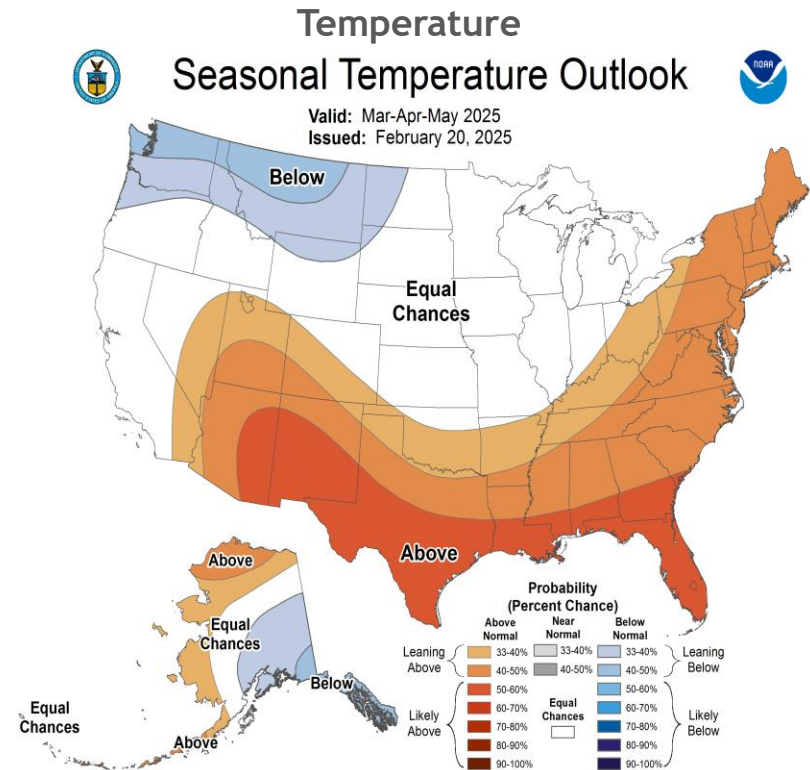 Temperature
Seasonal Temperature Outlook
NOAA
Valid: Mar-Apr-May 2025
Issued: February 20, 2025
Below
Equal
Chances
Above
Above
Equal
Chances
Below
Above
Equal
Chances
Probability
(Percent Chance)
Above
Normal
Near
Normal
Below
Normal
Leaning
Above
33-40%
33-40%
33-40%
Leaning
Below
40-50%
40-50%
40-50%
Likely
Above
50-60%
60-70%
70-80%
80-90%
90-100%
Equal
Chances
50-60%
60-70%
70-80%
80-90%
90-100%
Likely
Below